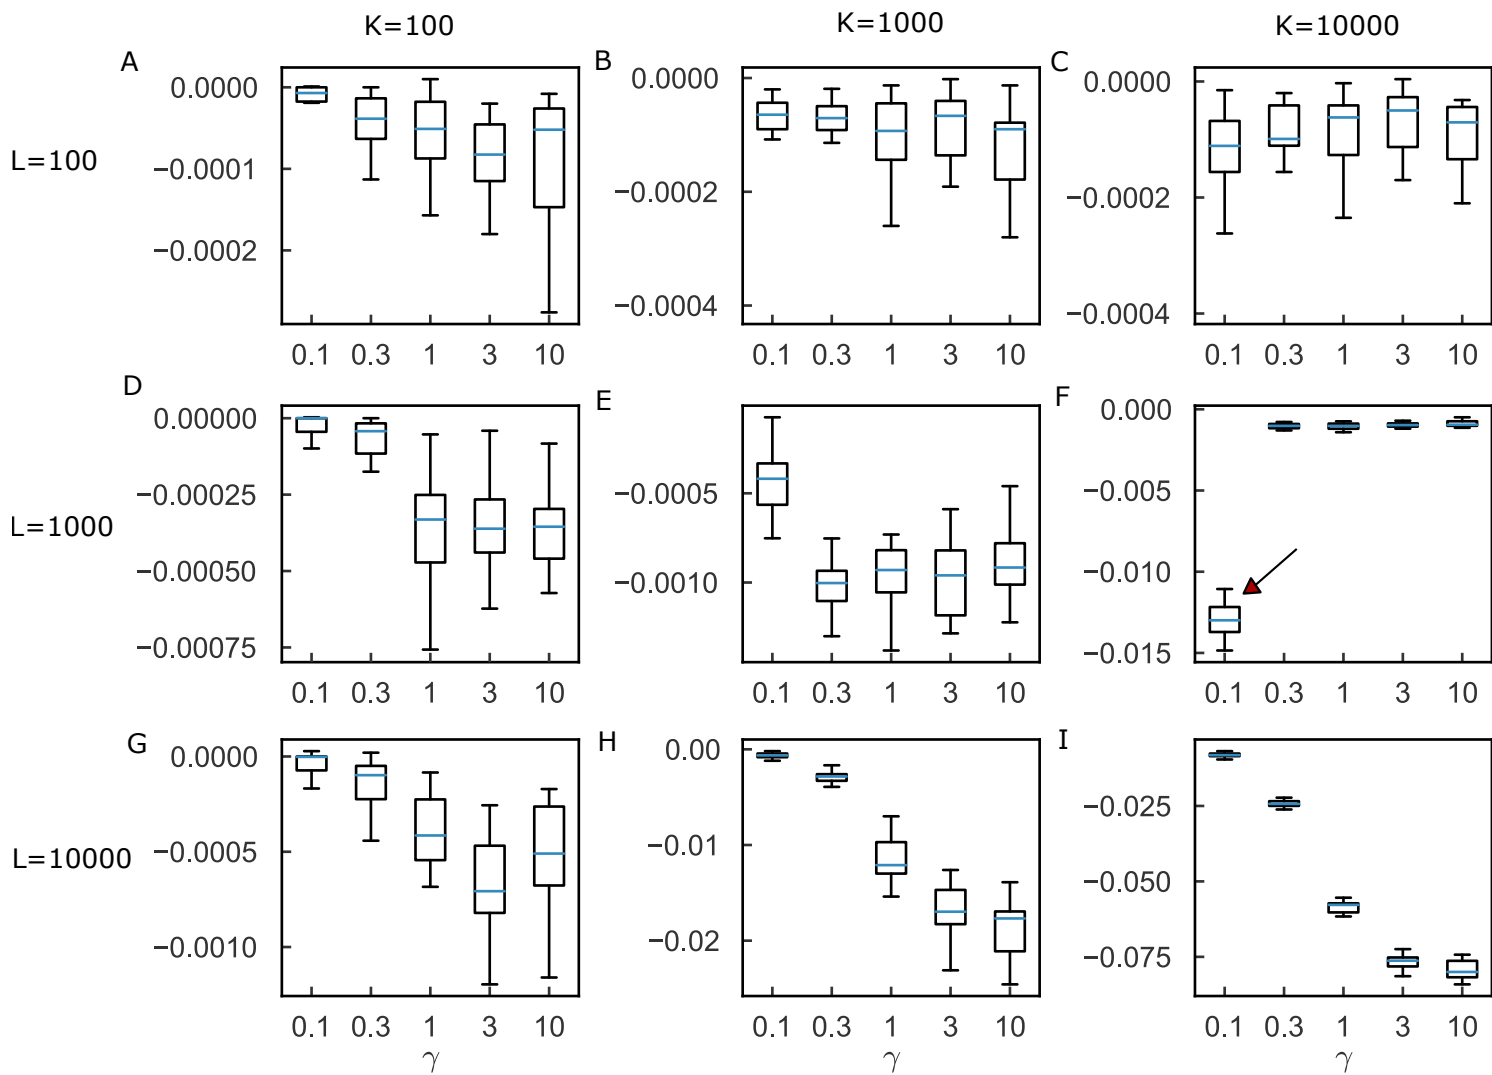 K=100
K=1000
K=10000
A
0.0000
−0.0001
−0.0002
0.1 0.3 1 3 10
B
0.0000
−0.0002
−0.0004
0.1 0.3 1 3 10
C
0.0000
−0.0002
−0.0004
0.1 0.3 1 3 10
L=100
D
0.00000
−0.00025
−0.00050
−0.00075
0.1 0.3 1 3 10
E
−0.0005
−0.0010
0.1 0.3 1 3 10
F
0.000
−0.005
−0.010
−0.015
0.1 0.3 1 3 10
L=1000
G
0.0000
−0.0005
−0.0010
0.1 0.3 1 3 10
γ
H
0.00
−0.01
−0.02
0.1 0.3 1 3 10
γ
I
−0.025
−0.050
−0.075
0.1 0.3 1 3 10
γ
L=10000